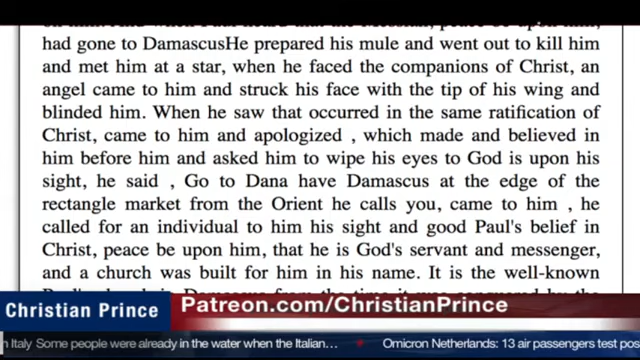 had gone to DamascusHe prepared his mule and went out to kill him
and met him at a star, when he faced the companions of Christ, an
angel came to him and struck his face with the tip of his wing and
blinded him. When he saw that occurred in the same ratification of
Christ, came to him and apologized , which made and believed in
him before him and asked him to wipe his eyes to God is upon his
sight, he said , Go to Dana have Damascus at the edge of the
rectangle market from the Orient he calls you, came to him , he
called for an individual to him his sight and good Paul's belief in
Christ, peace be upon him, that he is God's servant and messenger,
and a church was built for him in his name. It is the well-known
Christian Prince
Patreon.com/ChristianPrince
Italy Some people were already in the water when the Italian... Omicron Netherlands: 13 air passengers test pos